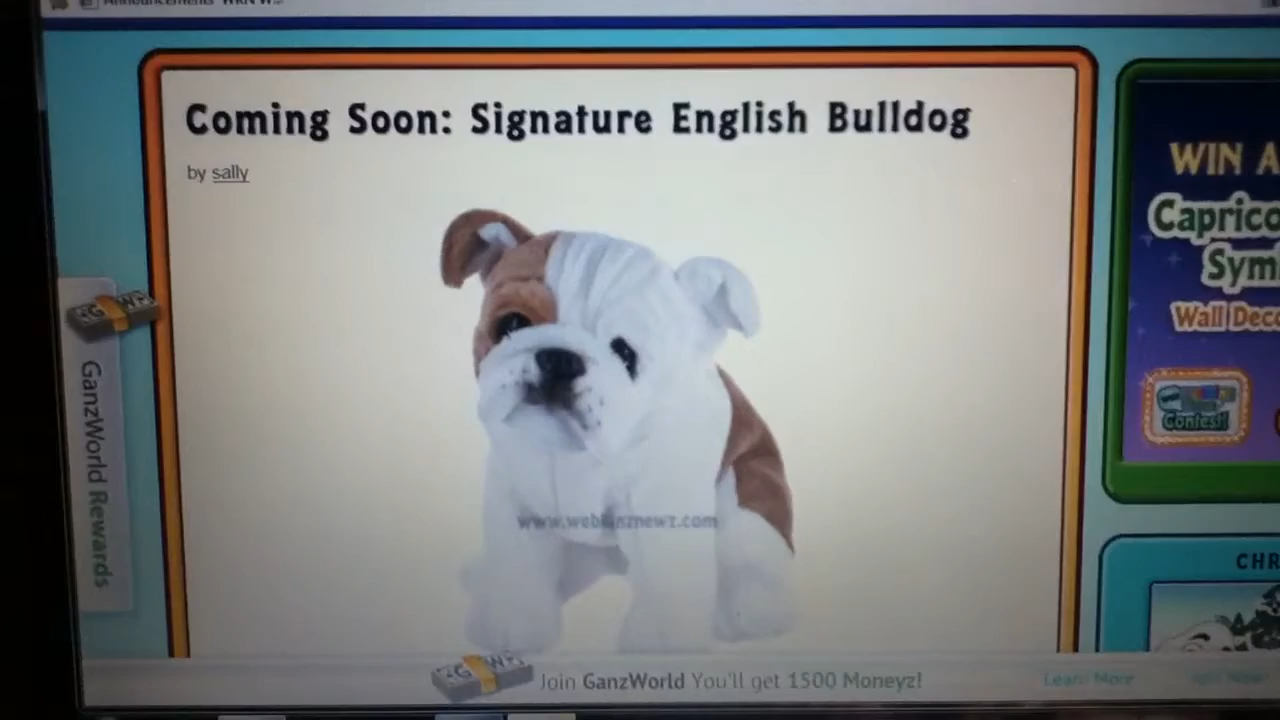 Announcements
Coming Soon: Signature English Bulldog
by sally
www.webkinznewz.com
GanzWorld Rewards
WIN A
Caprico
Sym
Wall Deco
Contest!
CHR
Join GanzWorld You'll get 1500 Moneyz!
Learn More